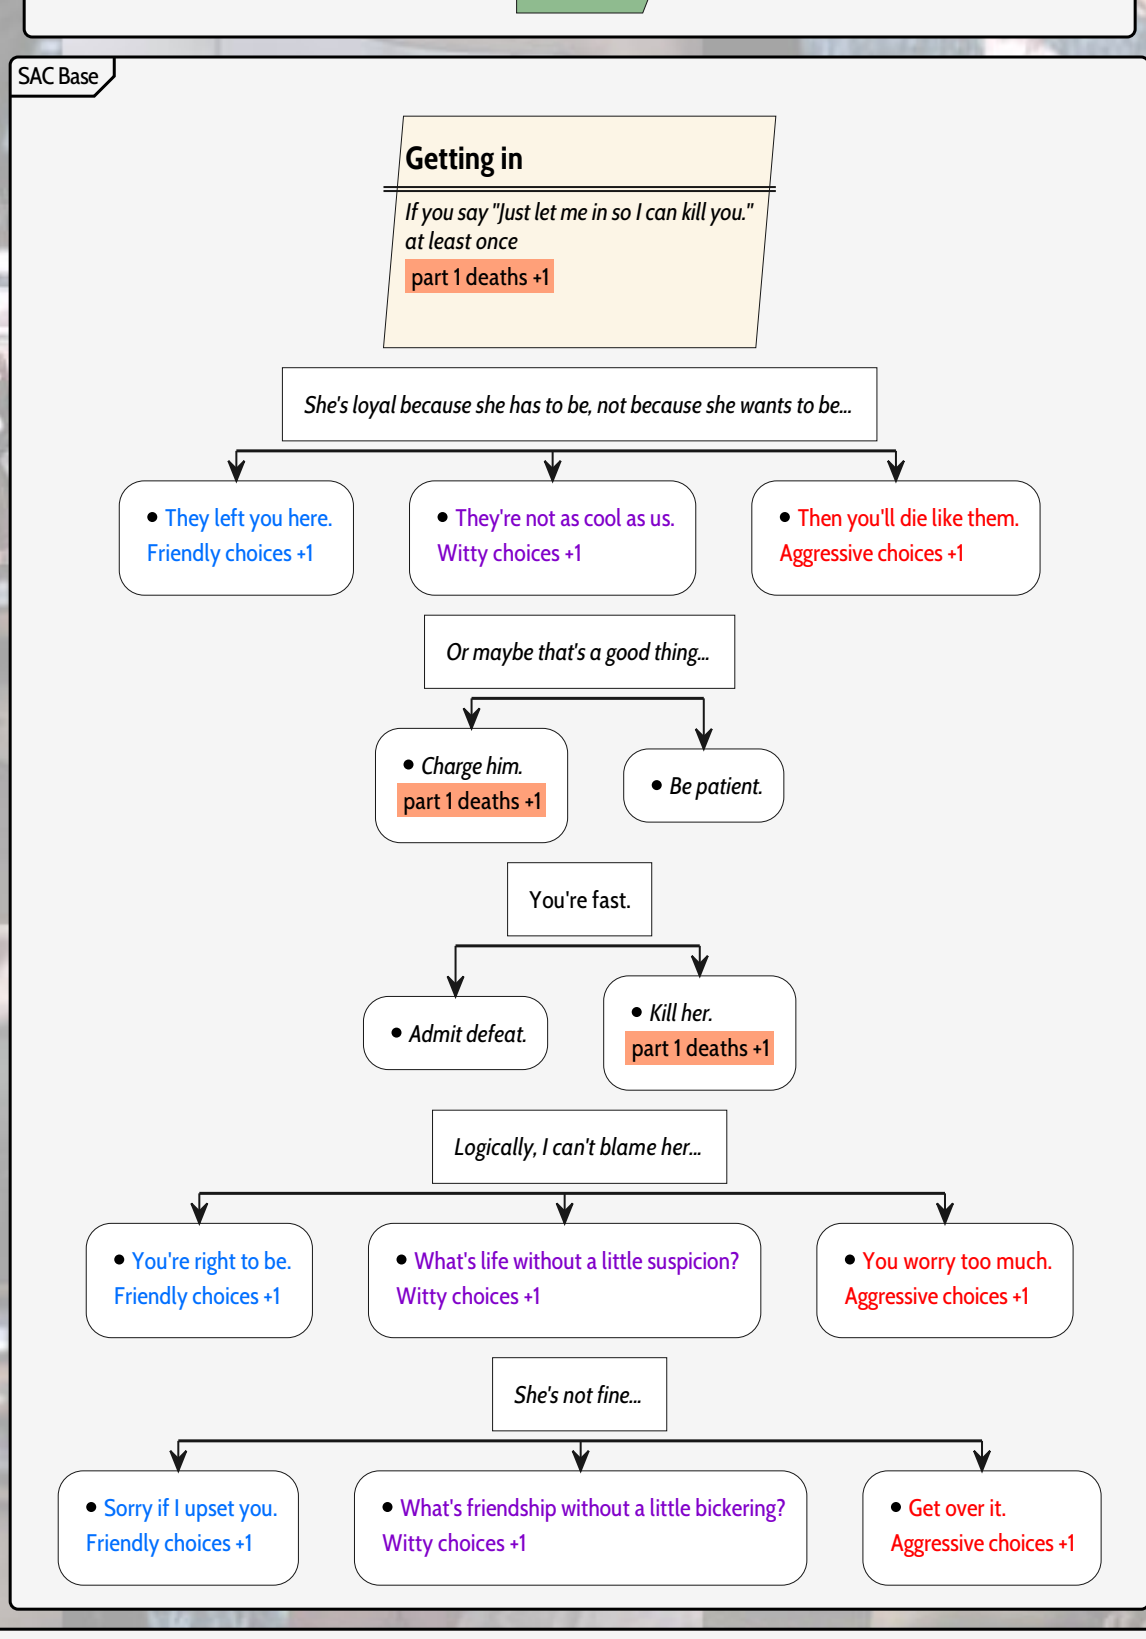 SAC Base
Getting in
If you say "Just let me in so I can kill you."
at least once
part 1 deaths +1
She's loyal because she has to be, not because she wants to be...
• They left you here.
Friendly choices +1
• They're not as cool as us.
Witty choices +1
• Then you'll die like them.
Aggressive choices +1
Or maybe that's a good thing...
• Charge him.
part 1 deaths +1
• Be patient.
You're fast.
• Admit defeat.
• Kill her.
part 1 deaths +1
Logically, I can't blame her...
• You're right to be.
Friendly choices +1
• What's life without a little suspicion?
Witty choices +1
• You worry too much.
Aggressive choices +1
She's not fine...
• Sorry if I upset you.
Friendly choices +1
• What's friendship without a little bickering?
Witty choices +1
• Get over it.
Aggressive choices +1